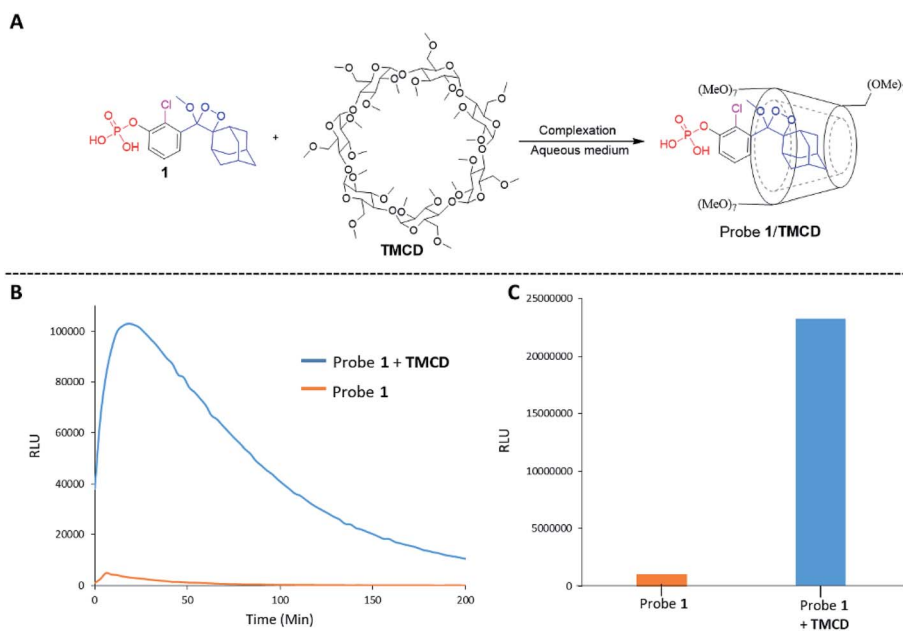 A
Cl
O
O
O
O
P
O
HO
OH
1
+
TMCD
Complexation
Aqueous medium
(MeO)7
(OMe)
Cl
O
O
O
O
P
O
HO
OH
(MeO)7
Probe 1/TMCD
B
RLU
100000
80000
60000
40000
20000
0
0
50
100
150
200
Time (Min)
Probe 1 + TMCD
Probe 1
C
RLU
25000000
20000000
15000000
10000000
5000000
0
Probe 1
Probe 1
+ TMCD